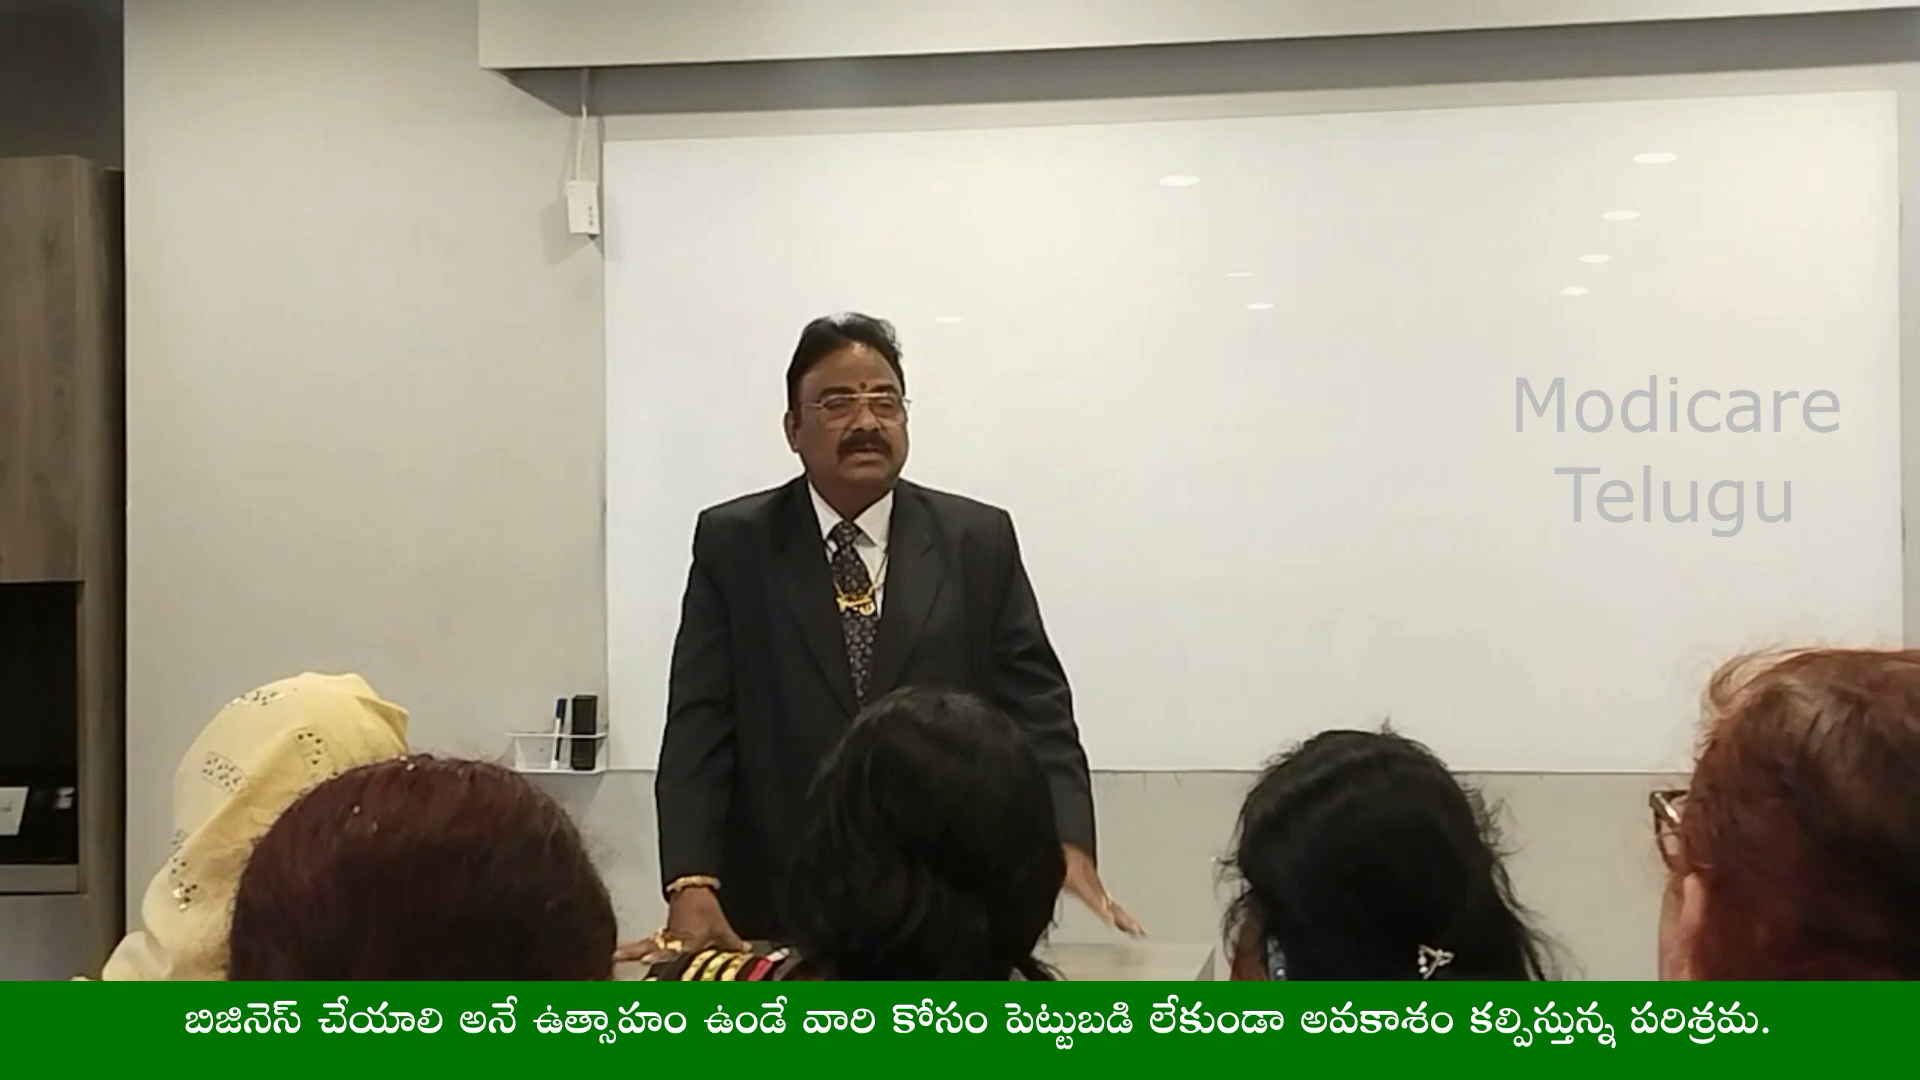 Modicare
Telugu
బిజినెస్ చేయాలి అనే ఉత్సాహం ఉండే వారి కోసం పెట్టుబడి లేకుండా అవకాశం కల్పిస్తున్న పరిశ్రమ.